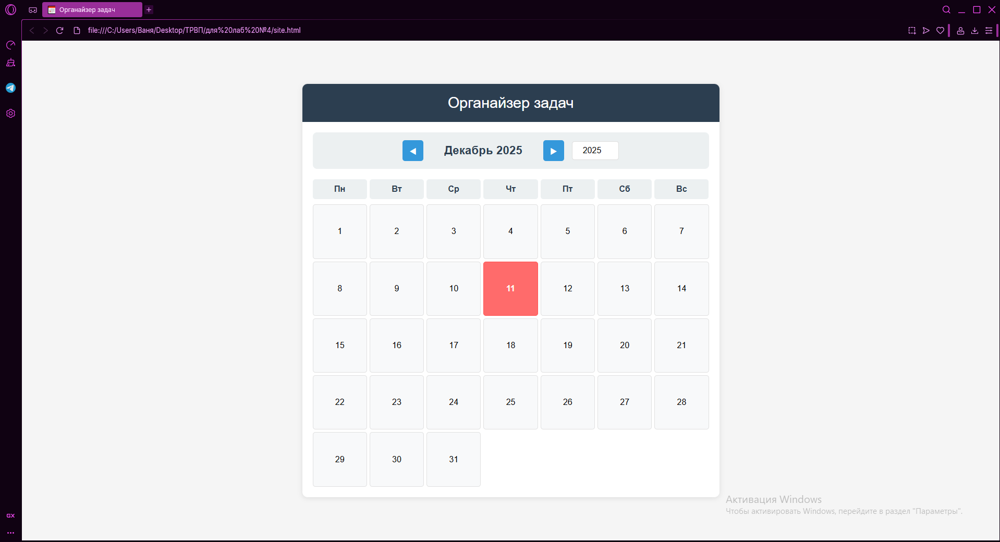 Органайзер задач
file:///C:/Users/Ваня/Desktop/ТРВП/для%20лаб%20№4/site.html
Органайзер задач
Декабрь 2025
2025
Пн Вт Ср Чт Пт Сб Вс
1 2 3 4 5 6 7
8 9 10 11 12 13 14
15 16 17 18 19 20 21
22 23 24 25 26 27 28
29 30 31
Активация Windows
Чтобы активировать Windows, перейдите в раздел "Параметры".
GX